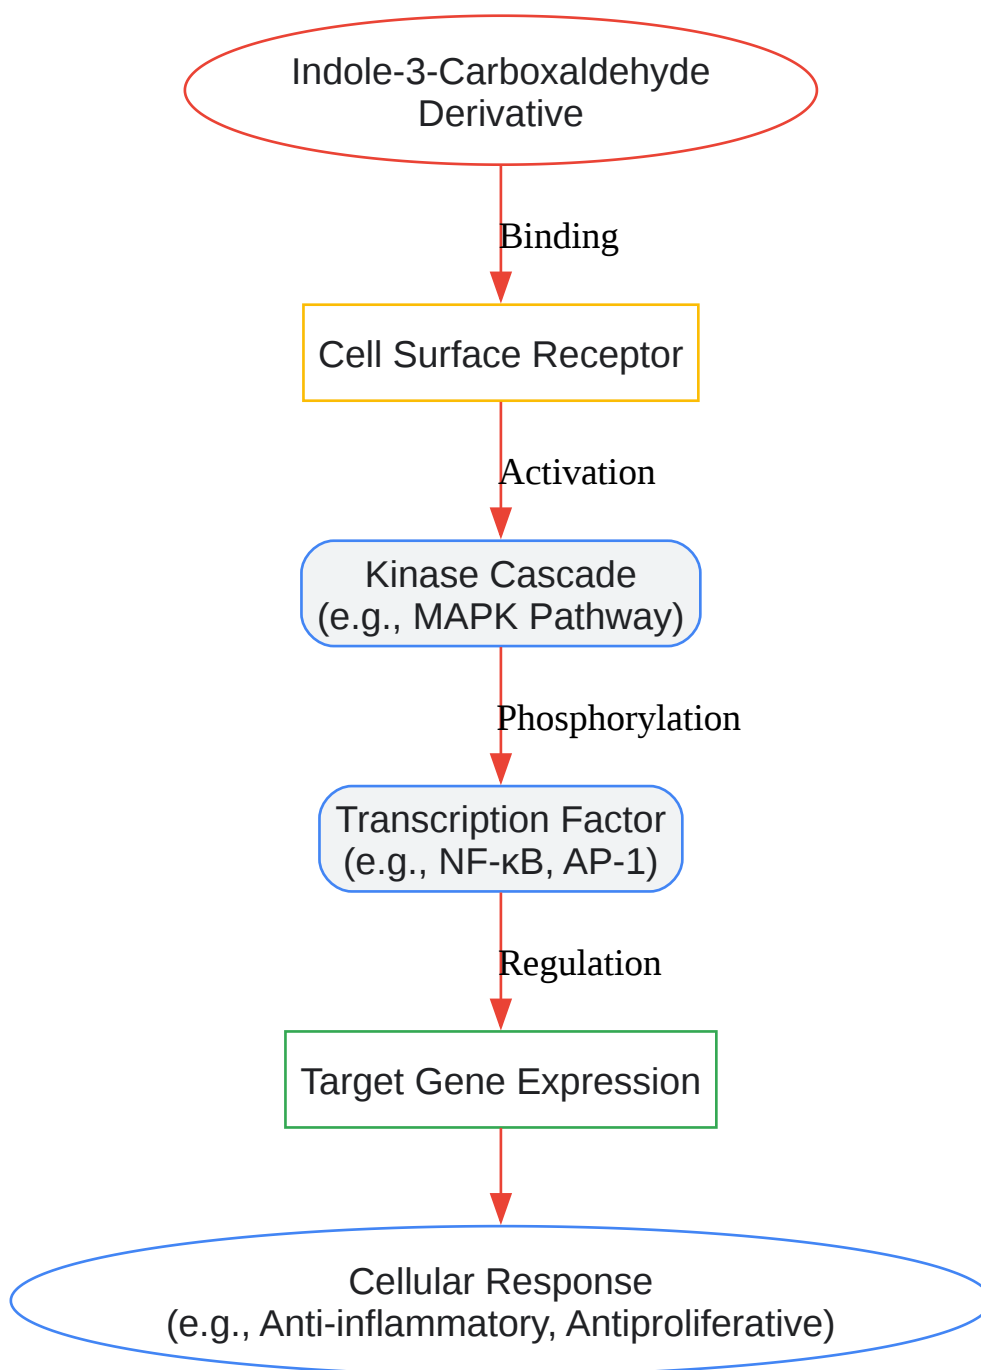 Indole-3-Carboxaldehyde
Derivative
Binding
Cell Surface Receptor
Activation
Kinase Cascade
(e.g., MAPK Pathway)
Phosphorylation
Transcription Factor
(e.g., NF-κB, AP-1)
Regulation
Target Gene Expression
Cellular Response
(e.g., Anti-inflammatory, Antiproliferative)